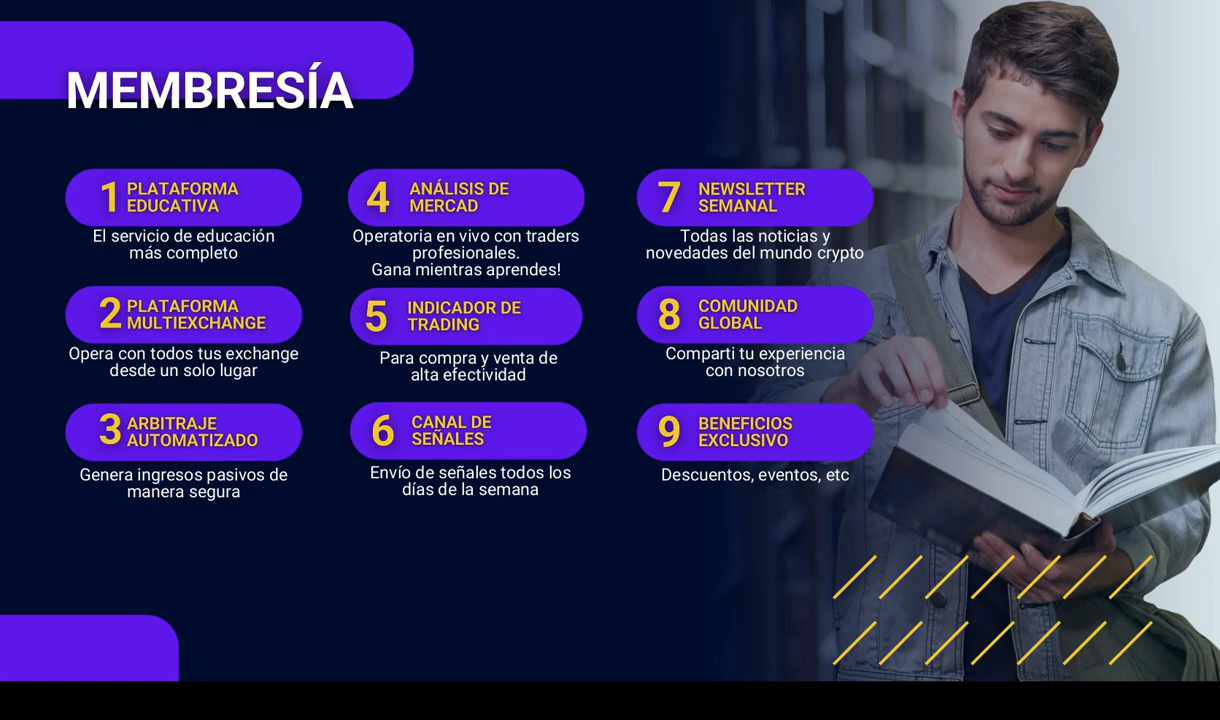 MEMBRESÍA
1 PLATAFORMA
EDUCATIVA
El servicio de educación
más completo
2 PLATAFORMA
MULTIEXCHANGE
Opera con todos tus exchange
desde un solo lugar
3 ARBITRAJE
AUTOMATIZADO
Genera ingresos pasivos de
manera segura
4 ANÁLISIS DE
MERCAD
Operatoria en vivo con traders
profesionales.
Gana mientras aprendes!
5 INDICADOR DE
TRADING
Para compra y venta de
alta efectividad
6 CANAL DE
SEÑALES
Envío de señales todos los
días de la semana
7 NEWSLETTER
SEMANAL
Todas las noticias y
novedades del mundo crypto
8 COMUNIDAD
GLOBAL
Comparti tu experiencia
con nosotros
9 BENEFICIOS
EXCLUSIVO
Descuentos, eventos, etc